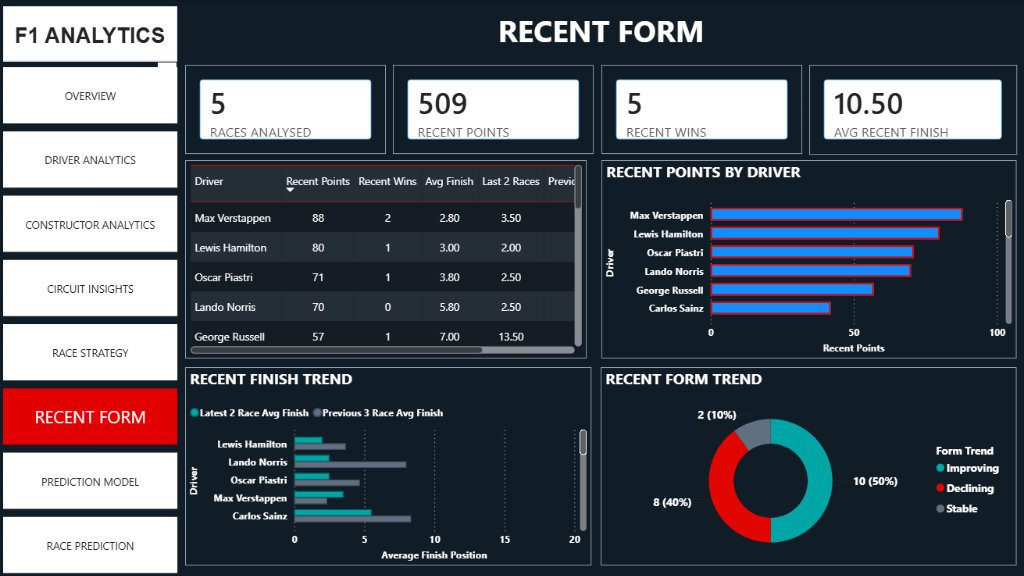 F1 ANALYTICS
OVERVIEW
DRIVER ANALYTICS
CONSTRUCTOR ANALYTICS
CIRCUIT INSIGHTS
RACE STRATEGY
RECENT FORM
PREDICTION MODEL
RACE PREDICTION
RECENT FORM
5
RACES ANALYSED
509
RECENT POINTS
5
RECENT WINS
10.50
AVG RECENT FINISH
Driver Recent Points Recent Wins Avg Finish Last 2 Races
Max Verstappen 88 2 2.80 3.50
Lewis Hamilton 80 1 3.00 2.00
Oscar Piastri 71 1 3.80 2.50
Lando Norris 70 0 5.80 2.50
George Russell 57 1 7.00 13.50
RECENT POINTS BY DRIVER
Driver
Max Verstappen
Lewis Hamilton
Oscar Piastri
Lando Norris
George Russell
Carlos Sainz
0 50 100
Recent Points
RECENT FINISH TREND
Latest 2 Race Avg Finish Previous 3 Race Avg Finish
Driver
Lewis Hamilton
Lando Norris
Oscar Piastri
Max Verstappen
Carlos Sainz
0 5 10 15 20
Average Finish Position
RECENT FORM TREND
2 (10%)
10 (50%)
8 (40%)
Form Trend
Improving
Declining
Stable